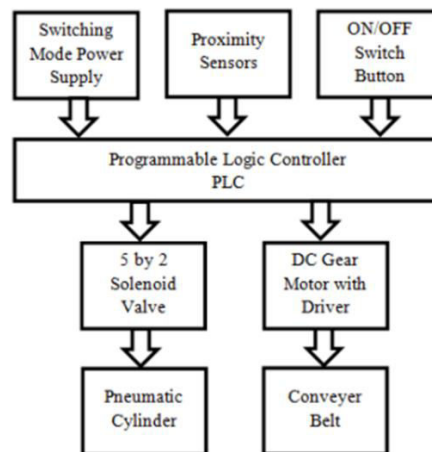 Switching
Mode Power
Supply
Proximity
Sensors
ON/OFF
Switch
Button
Programmable Logic Controller
PLC
5 by 2
Solenoid
Valve
DC Gear
Motor with
Driver
Pneumatic
Cylinder
Conveyer
Belt